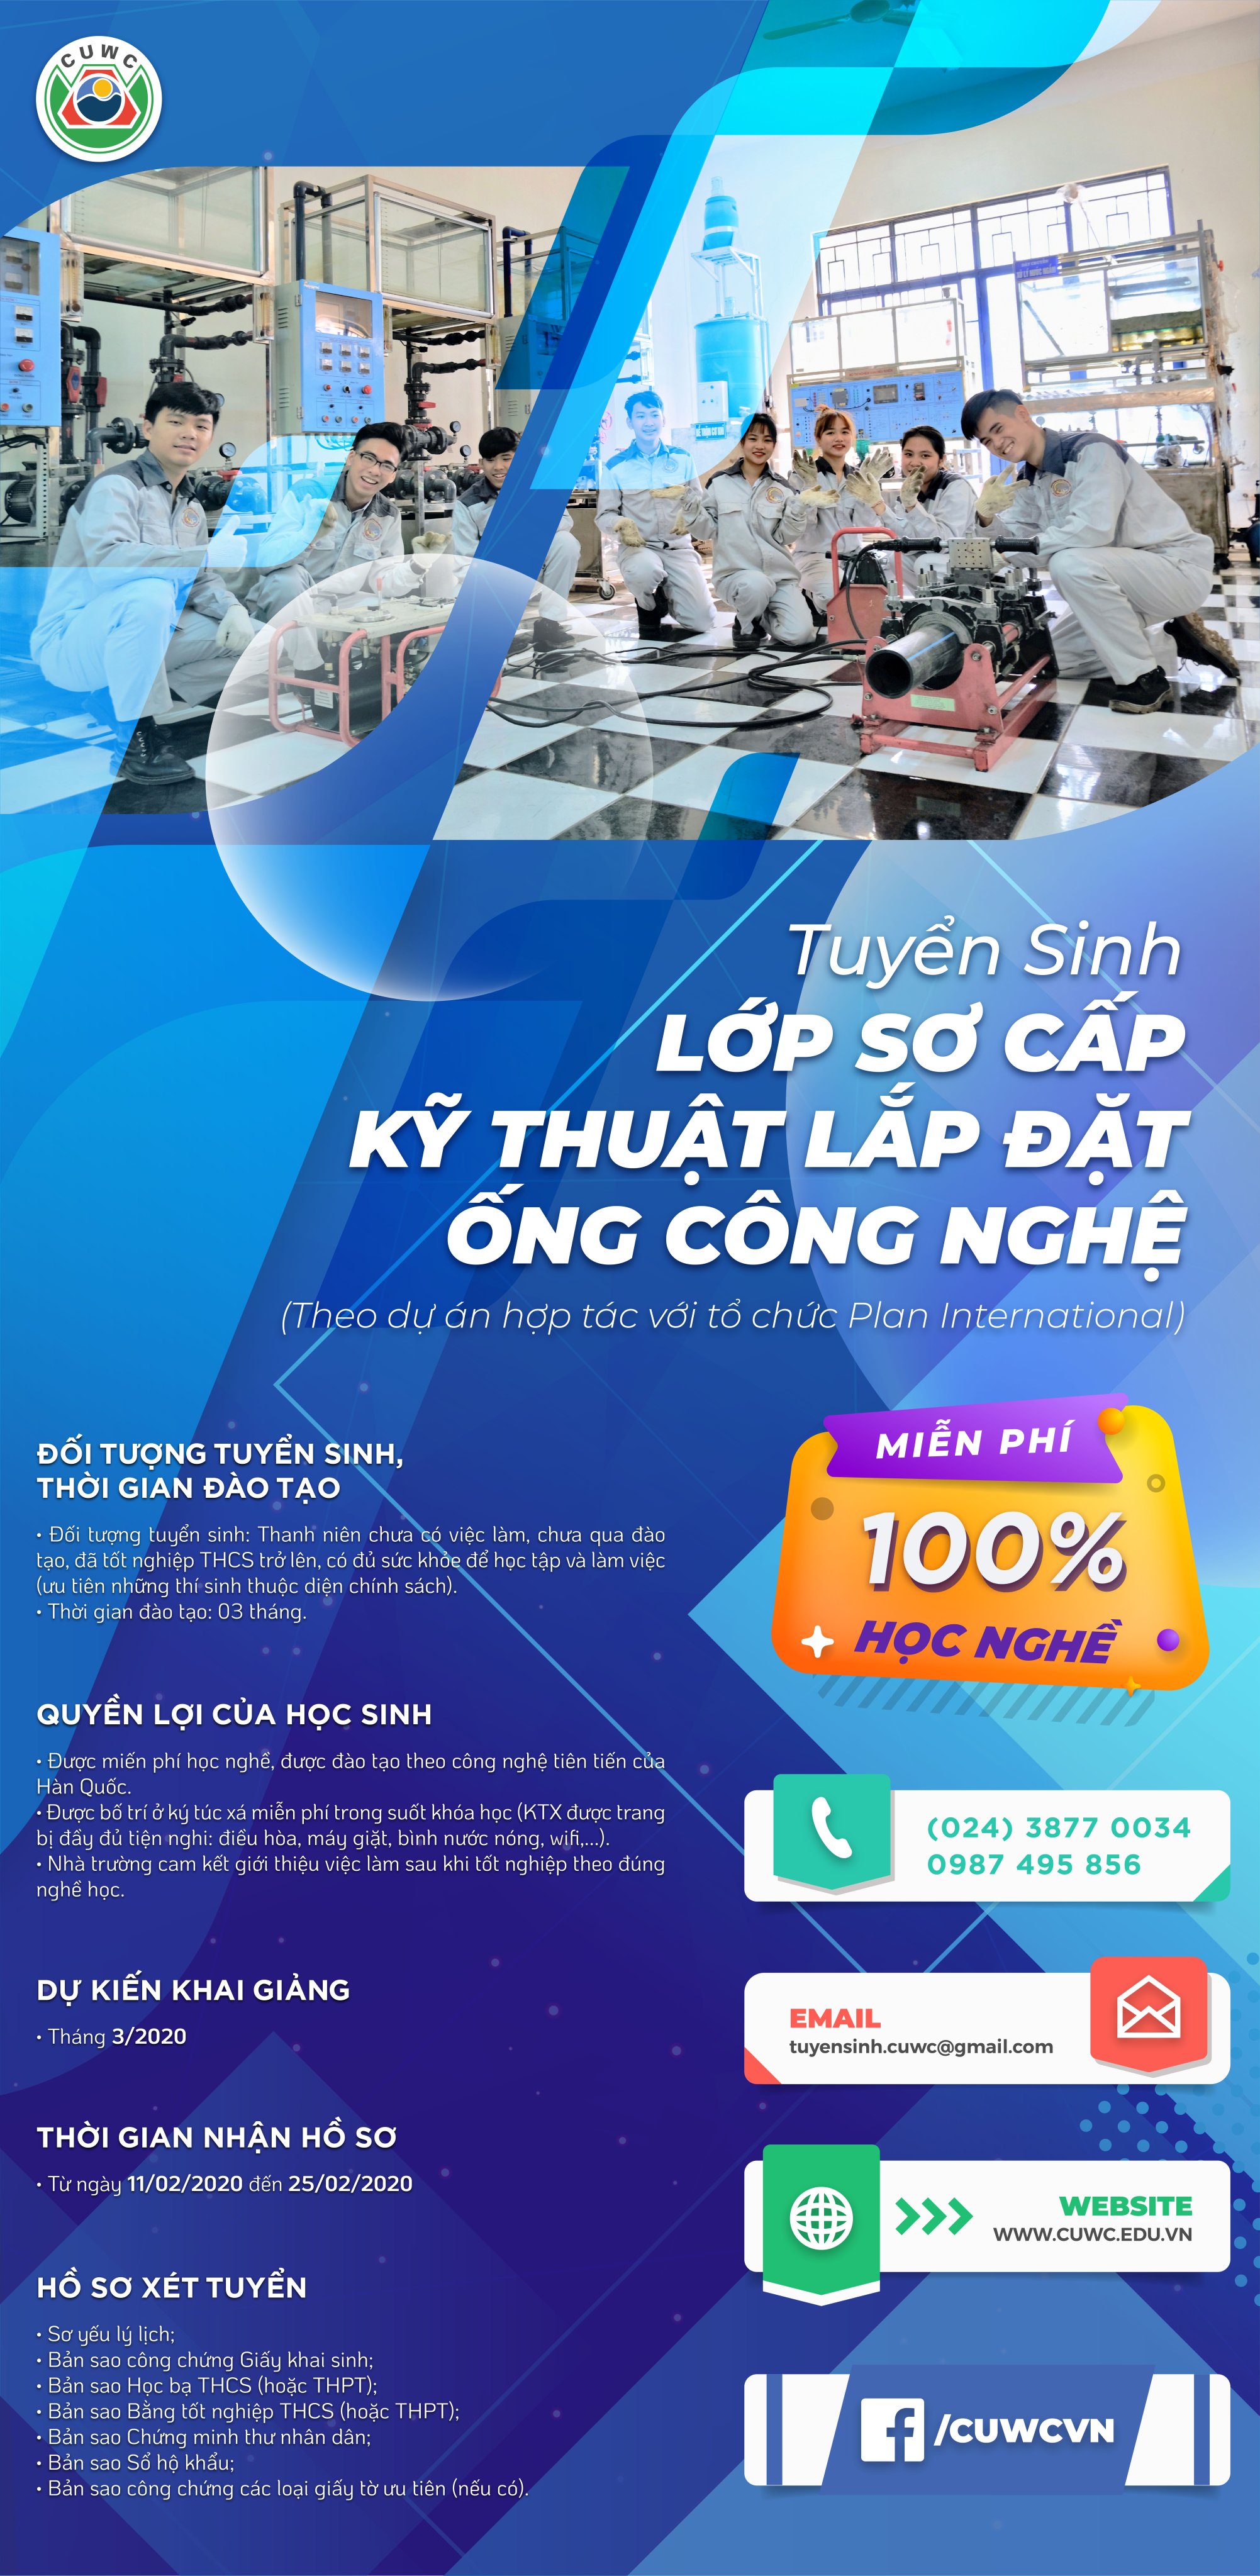 CUWC
Tuyển Sinh
LỚP SƠ CẤP
KỸ THUẬT LẮP ĐẶT
ỐNG CÔNG NGHỆ
(Theo dự án hợp tác với tổ chức Plan International)
ĐỐI TƯỢNG TUYỂN SINH,
THỜI GIAN ĐÀO TẠO
• Đối tượng tuyển sinh: Thanh niên chưa có việc làm, chưa qua đào
tạo, đã tốt nghiệp THCS trở lên, có đủ sức khỏe để học tập và làm việc
(ưu tiên những thí sinh thuộc diện chính sách).
• Thời gian đào tạo: 03 tháng.
QUYỀN LỢI CỦA HỌC SINH
• Được miến phí học nghề, được đào tạo theo công nghệ tiên tiến của
Hàn Quốc.
• Được bố trí ở ký túc xá miễn phí trong suốt khóa học (KTX được trang
bị đầy đủ tiện nghi: điều hòa, máy giặt, bình nước nóng, wifi,...).
• Nhà trường cam kết giới thiệu việc làm sau khi tốt nghiệp theo đúng
nghề học.
DỰ KIẾN KHAI GIẢNG
• Tháng 3/2020
THỜI GIAN NHẬN HỒ SƠ
• Từ ngày 11/02/2020 đến 25/02/2020
HỒ SƠ XÉT TUYỂN
• Sơ yếu lý lịch;
• Bản sao công chứng Giấy khai sinh;
• Bản sao Học bạ THCS (hoặc THPT);
• Bản sao Bằng tốt nghiệp THCS (hoặc THPT);
• Bản sao Chứng minh thư nhân dân;
• Bản sao Sổ hộ khẩu;
• Bản sao công chứng các loại giấy tờ ưu tiên (nếu có).
MIỄN PHÍ
100%
HỌC NGHỀ
(024) 3877 0034
0987 495 856
EMAIL
tuyensinh.cuwc@gmail.com
WEBSITE
WWW.CUWC.EDU.VN
/CUWCVN